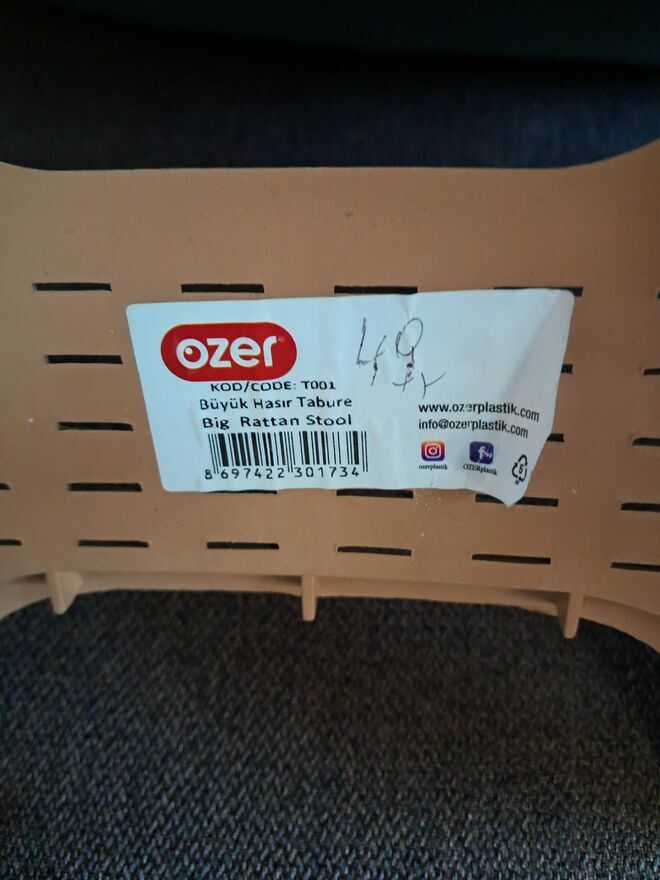 ozer
KOD/CODE: T001
Büyük Hasır Tabure
Big Rattan Stool
8 697422 301734
www.ozerplastik.com
info@ozerplastik.com
ozerplastik
OZERplastik
5